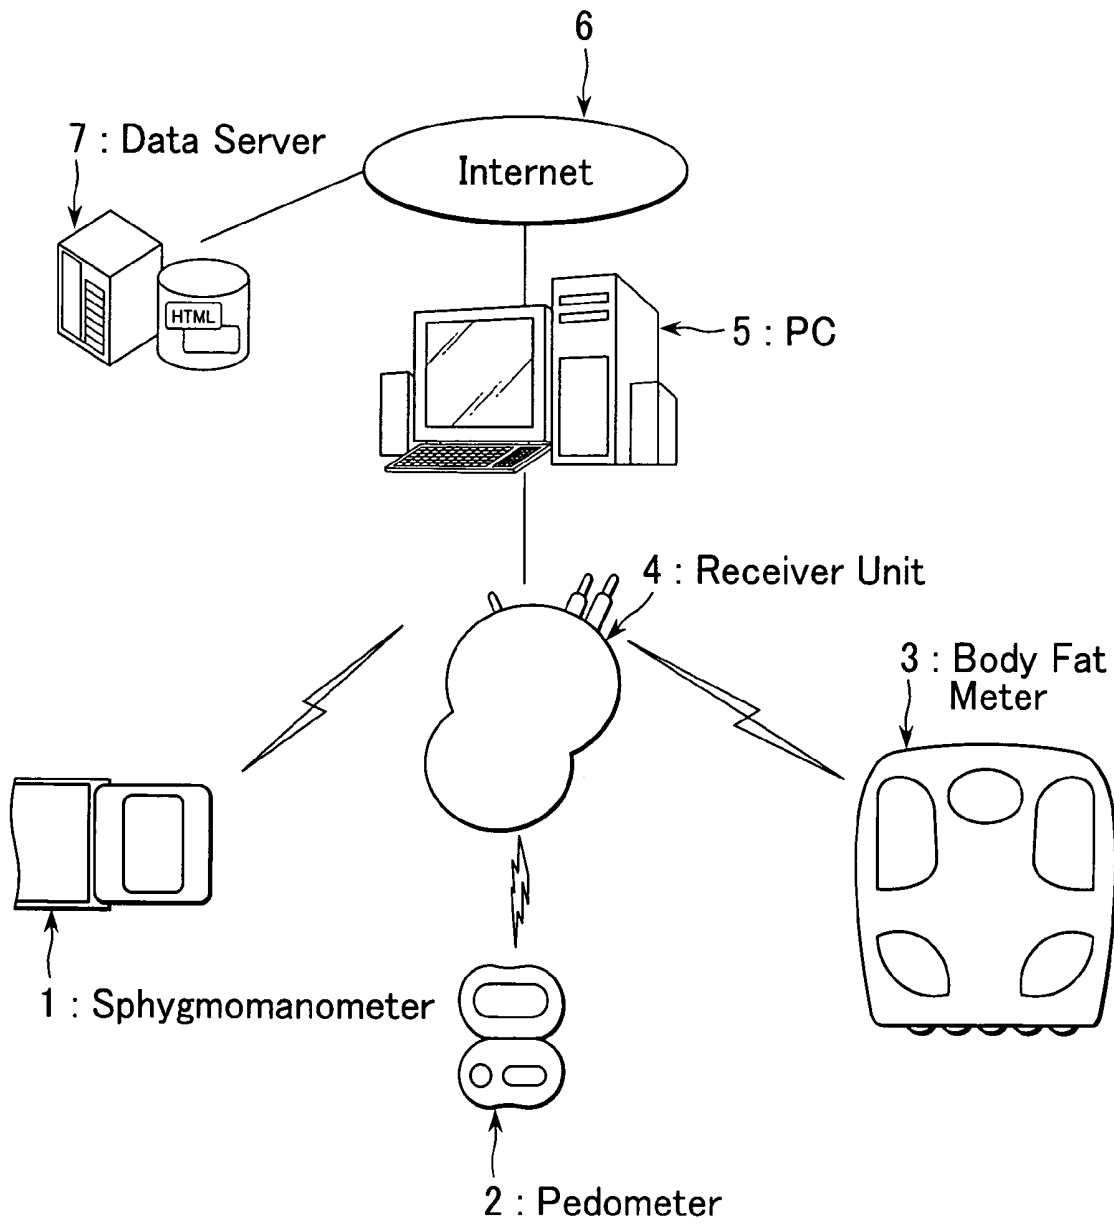 6
7 : Data Server
Internet
HTML
5 : PC
4 : Receiver Unit
3 : Body Fat
Meter
1 : Sphygmomanometer
2 : Pedometer